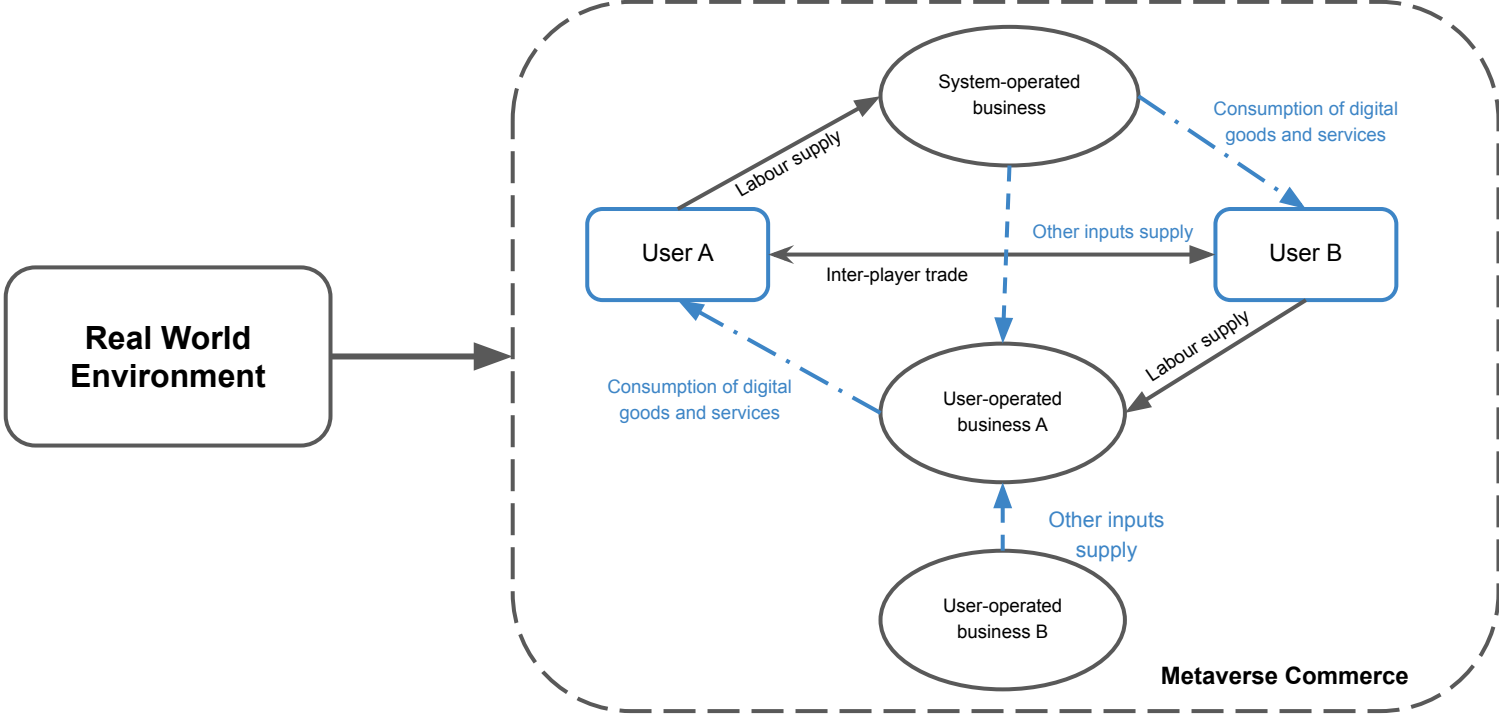 System-operated
business
Consumption of digital
goods and services
Labour supply
User A
Other inputs supply
User B
Inter-player trade
Real World
Environment
Labour supply
Consumption of digital
goods and services
User-operated
business A
Other inputs
supply
User-operated
business B
Metaverse Commerce